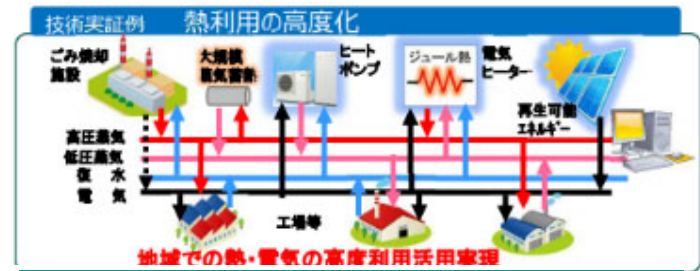 技術実証例 熱利用の高度化
ごみ焼却
施設
大規模
蒸気蓄熱
ヒート
ポンプ
ジュール熱
電気
ヒーター
再生可能
エネルギー
高圧蒸気
低圧蒸気
復 水
電 気
工場等
地域での熱・電気の高度利用活用実現